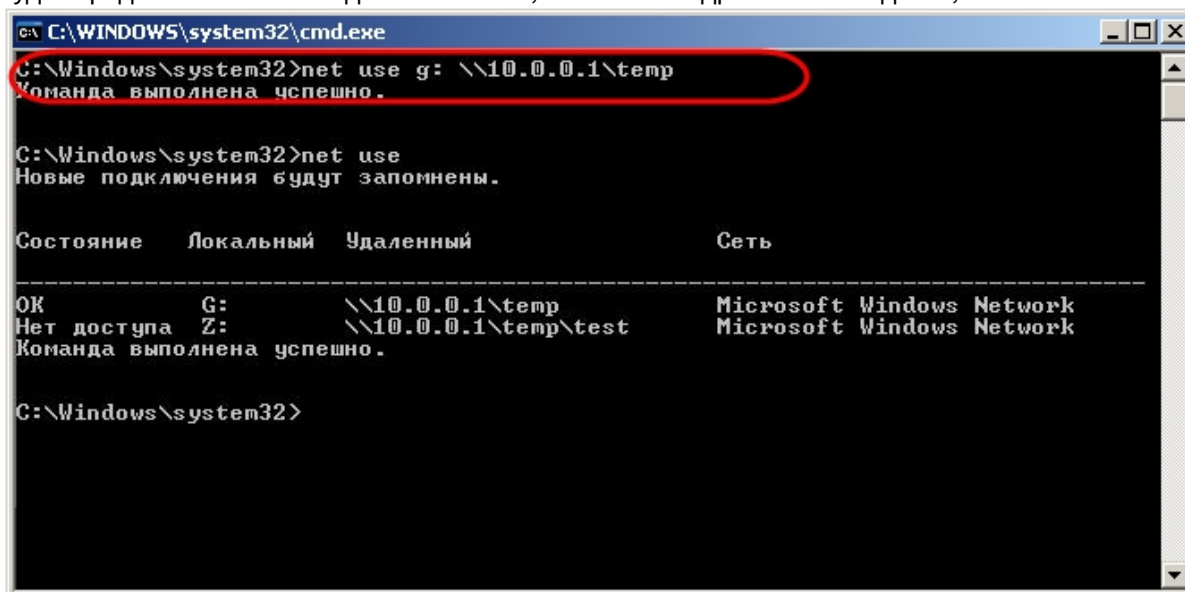 C:\WINDOWS\system32\cmd.exe
C:\Windows\system32>net use g: \\10.0.0.1\temp
Команда выполнена успешно.
C:\Windows\system32>net use
Новые подключения будут запомнены.
Состояние Локальный Удаленный Сеть
-------------------------------------------------------------------------------
ОК G: \\10.0.0.1\temp Microsoft Windows Network
Нет доступа Z: \\10.0.0.1\temp\test Microsoft Windows Network
Команда выполнена успешно.
C:\Windows\system32>